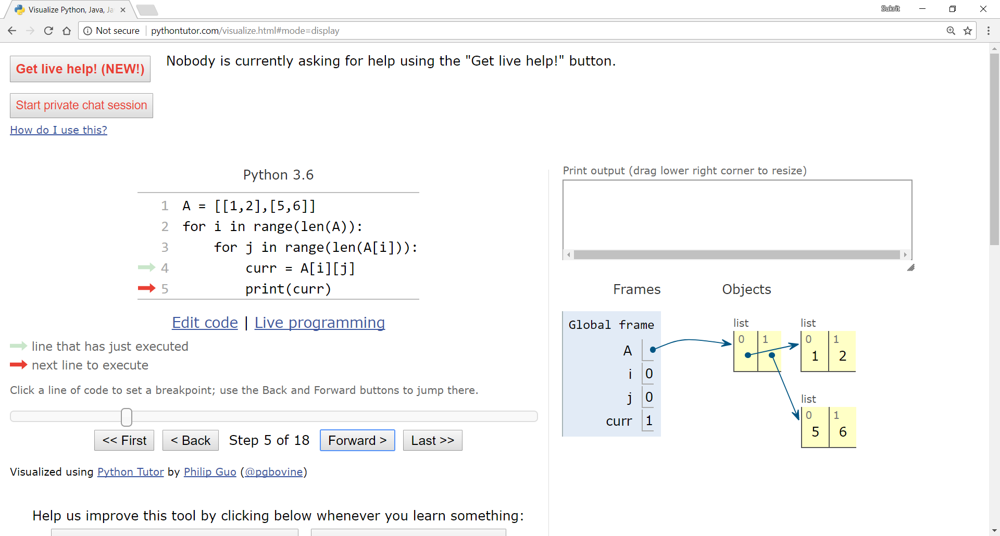 Visualize Python, Java, Ja
Sukrit
Not secure
pythontutor.com/visualize.html#mode=display
Get live help! (NEW!)
Nobody is currently asking for help using the "Get live help!" button.
Start private chat session
How do I use this?
Python 3.6
1 A = [[1,2],[5,6]]
2 for i in range(len(A)):
3     for j in range(len(A[i])):
4         curr = A[i][j]
5         print(curr)
Edit code | Live programming
line that has just executed
next line to execute
Click a line of code to set a breakpoint; use the Back and Forward buttons to jump there.
<< First
< Back
Step 5 of 18
Forward >
Last >>
Visualized using Python Tutor by Philip Guo (@pgbovine)
Help us improve this tool by clicking below whenever you learn something:
Print output (drag lower right corner to resize)
Frames
Objects
Global frame
A
i 0
j 0
curr 1
list
0 1
list
0 1
1 2
list
0 1
5 6